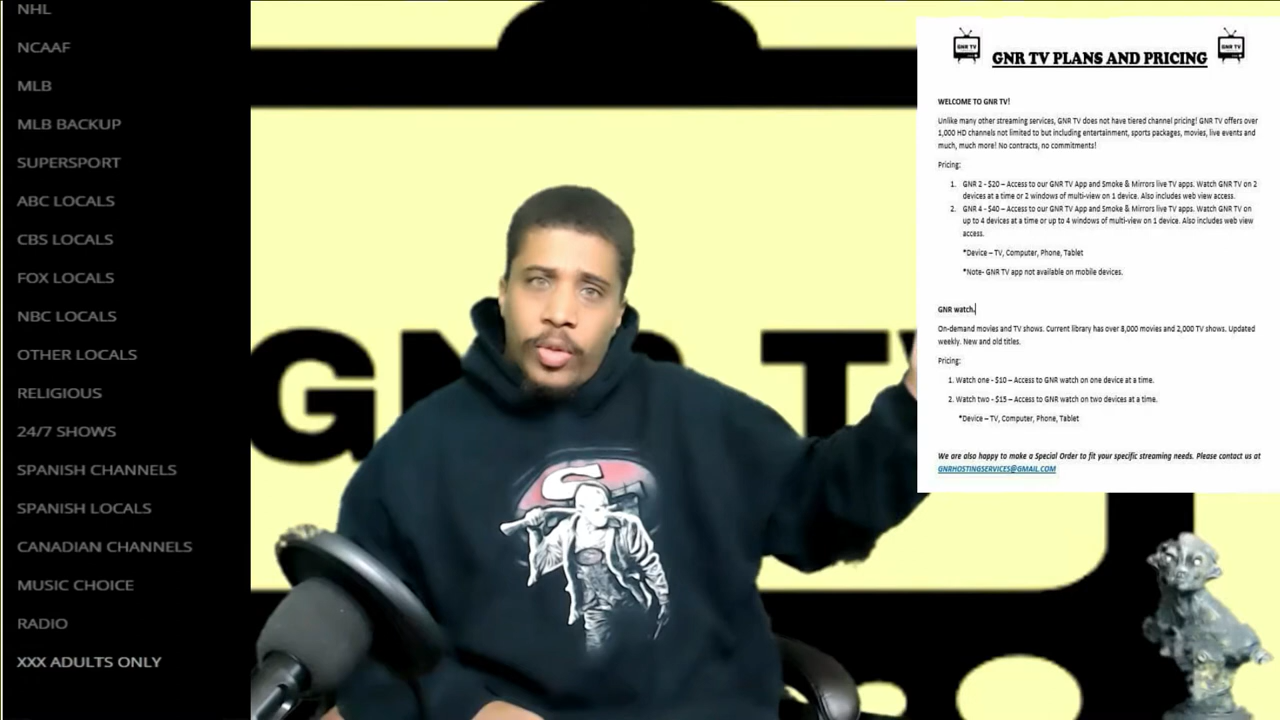 NHL
NCAAF
MLB
MLB BACKUP
SUPERSPORT
ABC LOCALS
CBS LOCALS
FOX LOCALS
NBC LOCALS
OTHER LOCALS
RELIGIOUS
24/7 SHOWS
SPANISH CHANNELS
SPANISH LOCALS
CANADIAN CHANNELS
MUSIC CHOICE
RADIO
XXX ADULTS ONLY
GNR TV
GNR TV
GNR TV PLANS AND PRICING
WELCOME TO GNR TV!
Unlike many other streaming services, GNR TV does not have tiered channel pricing! GNR TV offers over
1,000 HD channels not limited to but including entertainment, sports packages, movies, live events and
much, much more! No contracts, no commitments!
Pricing:
1. GNR 2 - $20 – Access to our GNR TV App and Smoke & Mirrors live TV apps. Watch GNR TV on 2
devices at a time or 2 windows of multi-view on 1 device. Also includes web view access.
2. GNR 4 - $40 – Access to our GNR TV App and Smoke & Mirrors live TV apps. Watch GNR TV on
up to 4 devices at a time or up to 4 windows of multi-view on 1 device. Also includes web view
access.
*Device – TV, Computer, Phone, Tablet
*Note- GNR TV app not available on mobile devices.
GNR watch.
On-demand movies and TV shows. Current library has over 8,000 movies and 2,000 TV shows. Updated
weekly. New and old titles.
Pricing:
1. Watch one - $10 – Access to GNR watch on one device at a time.
2. Watch two - $15 – Access to GNR watch on two devices at a time.
*Device – TV, Computer, Phone, Tablet
We are also happy to make a Special Order to fit your specific streaming needs. Please contact us at
GNRHOSTINGSERVICES@GMAIL.COM